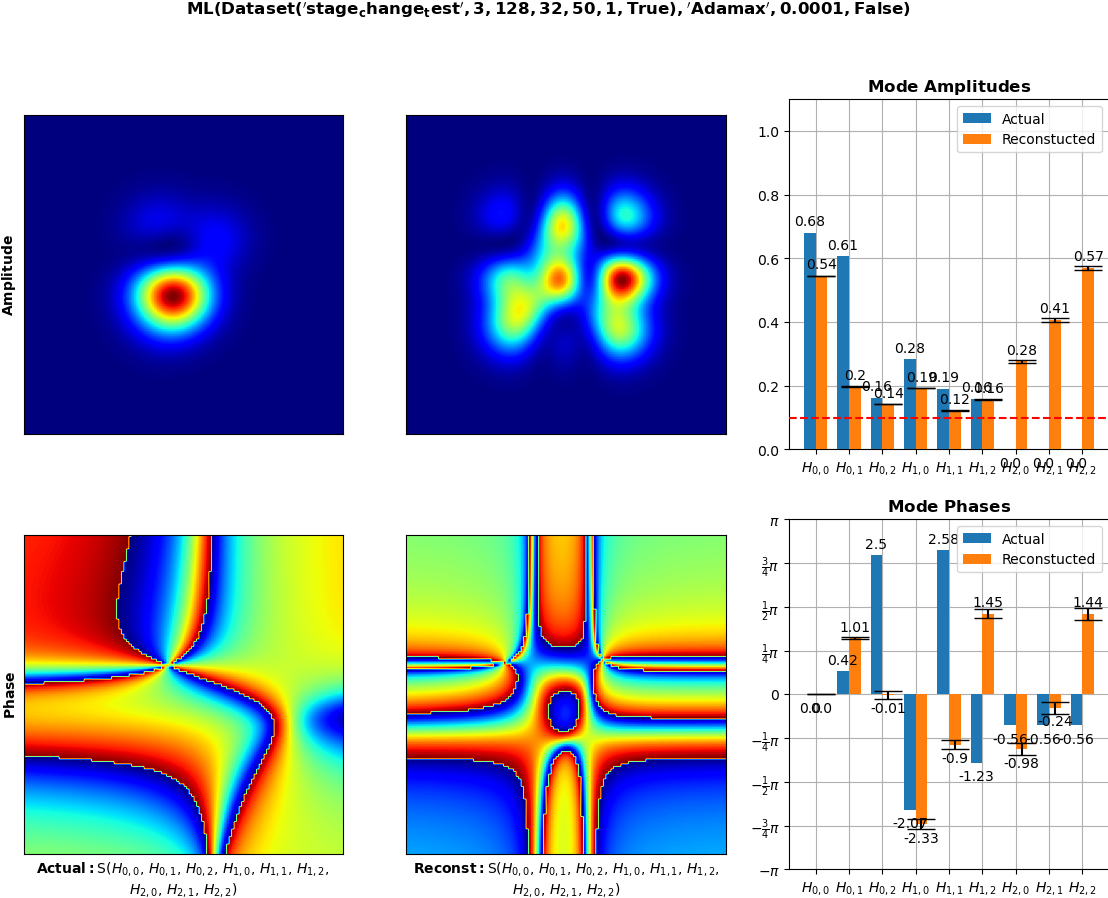 ML(Dataset('stage_change_test', 3, 128, 32, 50, 1, True), 'Adamax', 0.0001, False)
Amplitude
Mode Amplitudes
Actual
Reconstucted
1.0
0.8
0.6
0.4
0.2
0.0
0.68
0.61
0.16
0.28
0.19
0.16
0.0
0.0
0.0
0.54
0.2
0.14
0.19
0.12
0.16
0.28
0.41
0.57
H0,0 H0,1 H0,2 H1,0 H1,1 H1,2 H2,0 H2,1 H2,2
Phase
Mode Phases
Actual
Reconstucted
π
3/4π
1/2π
1/4π
0
−1/4π
−1/2π
−3/4π
−π
0.0
0.42
2.5
-2.07
2.58
-1.23
-0.56
-0.56
-0.56
0.0
1.01
-0.01
-2.33
-0.9
1.45
-0.98
-0.24
1.44
H0,0 H0,1 H0,2 H1,0 H1,1 H1,2 H2,0 H2,1 H2,2
Actual: S(H0,0, H0,1, H0,2, H1,0, H1,1, H1,2,
H2,0, H2,1, H2,2)
Reconst: S(H0,0, H0,1, H0,2, H1,0, H1,1, H1,2,
H2,0, H2,1, H2,2)